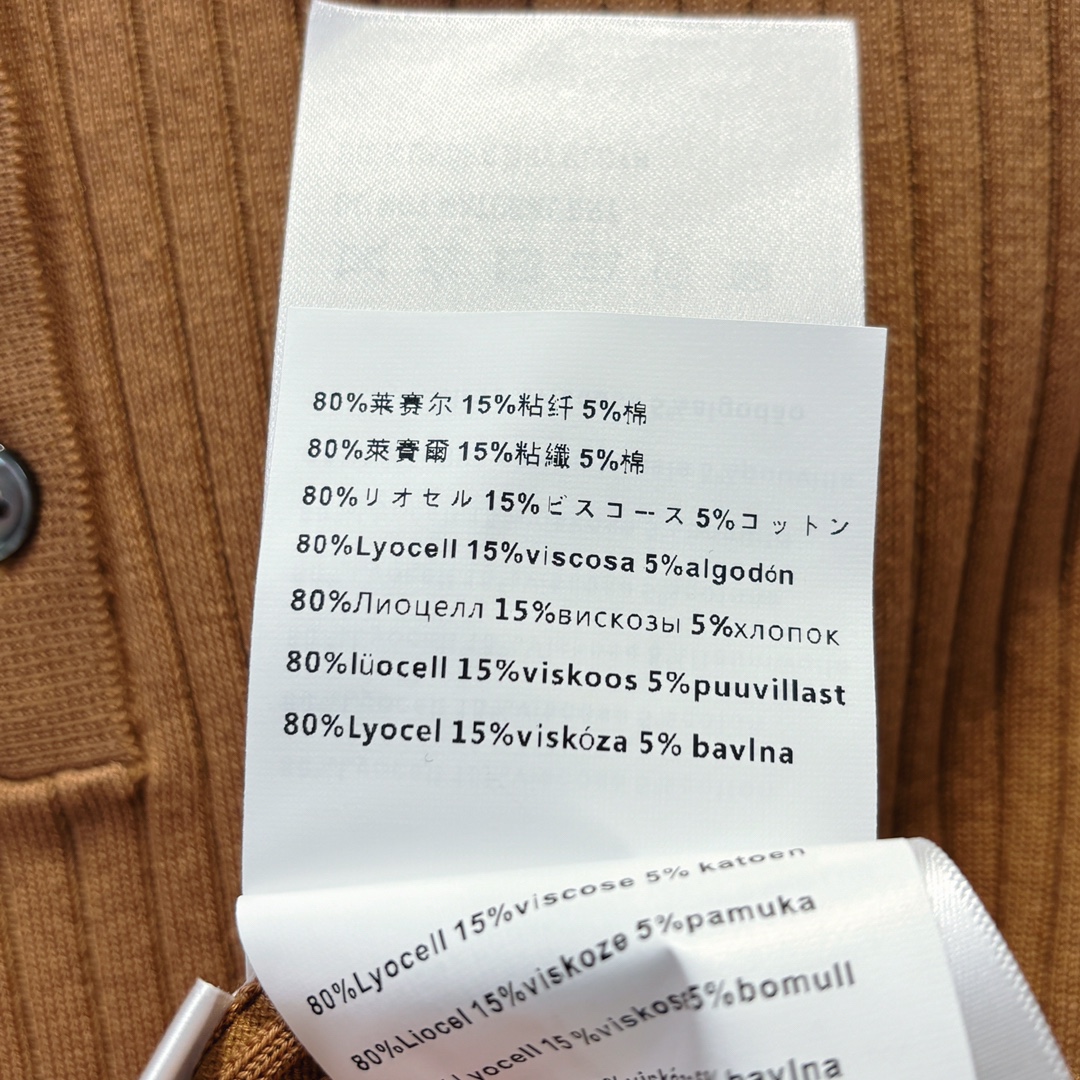 80%莱赛尔 15%粘纤 5%棉
80%萊賽爾 15%粘纖 5%棉
80%リオセル 15%ビスコース 5%コットン
80%Lyocell 15%viscosa 5%algodón
80%Лиоцелл 15%вискозы 5%хлопок
80%lüocell 15%viskoos 5%puuvillast
80%Lyocel 15%viskóza 5% bavlna
80%Lyocell 15%viscose 5% katoen
80%Liocel 15%viskoze 5%pamuka
15%viskos 5%bomull
bavlna